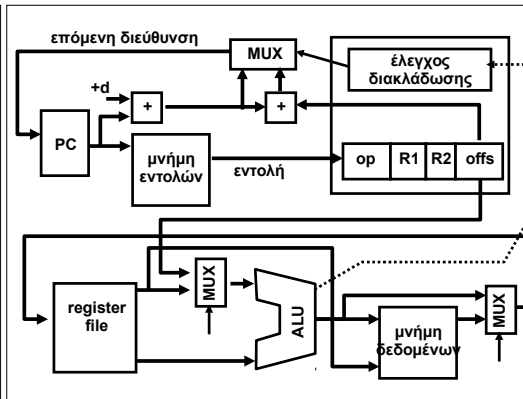 επόμενη διεύθυνση
MUX
έλεγχος
διακλάδωσης
+d
+
+
PC
μνήμη
εντολών
εντολή
op R1 R2 offs
register
file
MUX
ALU
μνήμη
δεδομένων
MUX